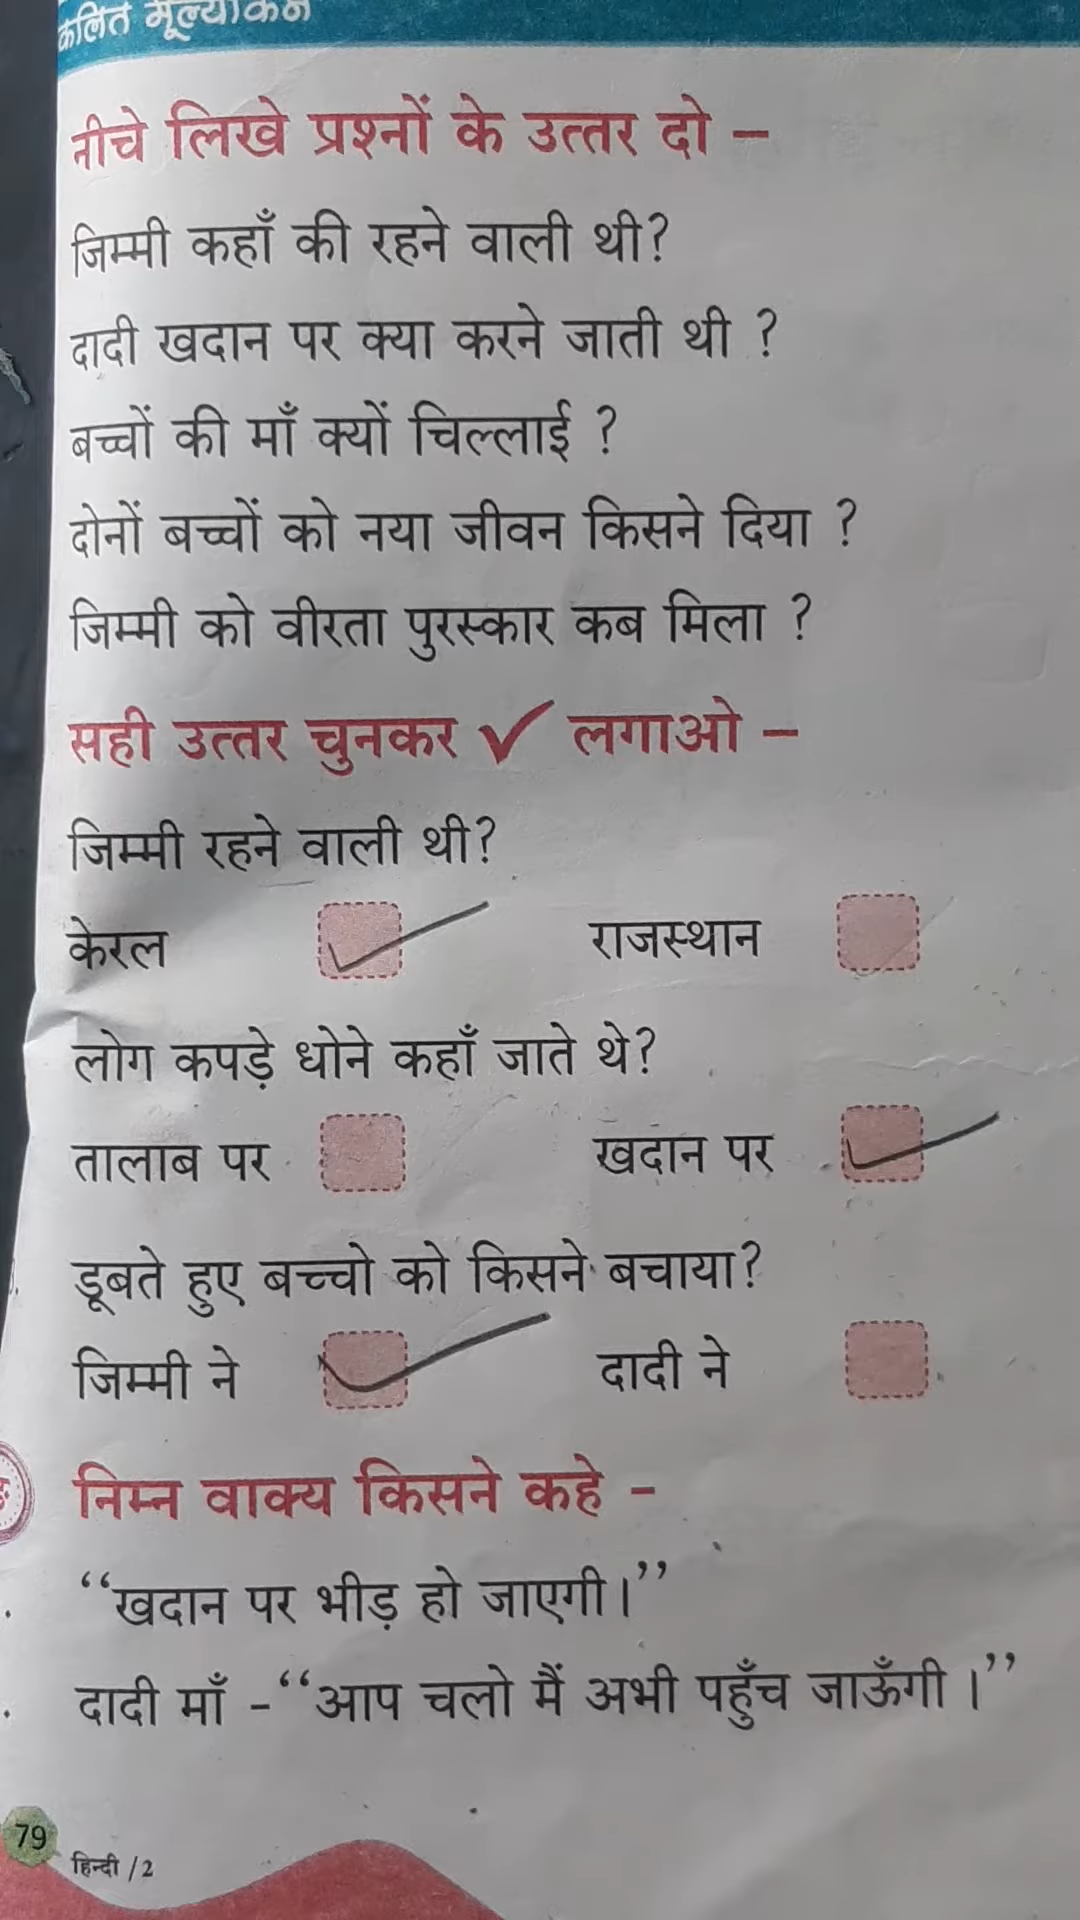 कलित मूल्यांकन
नीचे लिखे प्रश्नों के उत्तर दो –
जिम्मी कहाँ की रहने वाली थी?
दादी खदान पर क्या करने जाती थी ?
बच्चों की माँ क्यों चिल्लाई ?
दोनों बच्चों को नया जीवन किसने दिया ?
जिम्मी को वीरता पुरस्कार कब मिला ?
सही उत्तर चुनकर ✓ लगाओ –
जिम्मी रहने वाली थी?
केरल ✓ राजस्थान
लोग कपड़े धोने कहाँ जाते थे?
तालाब पर खदान पर ✓
डूबते हुए बच्चो को किसने बचाया?
जिम्मी ने ✓ दादी ने
निम्न वाक्य किसने कहे –
“खदान पर भीड़ हो जाएगी।”
दादी माँ –“आप चलो मैं अभी पहुँच जाऊँगी ।”
79
हिन्दी /2